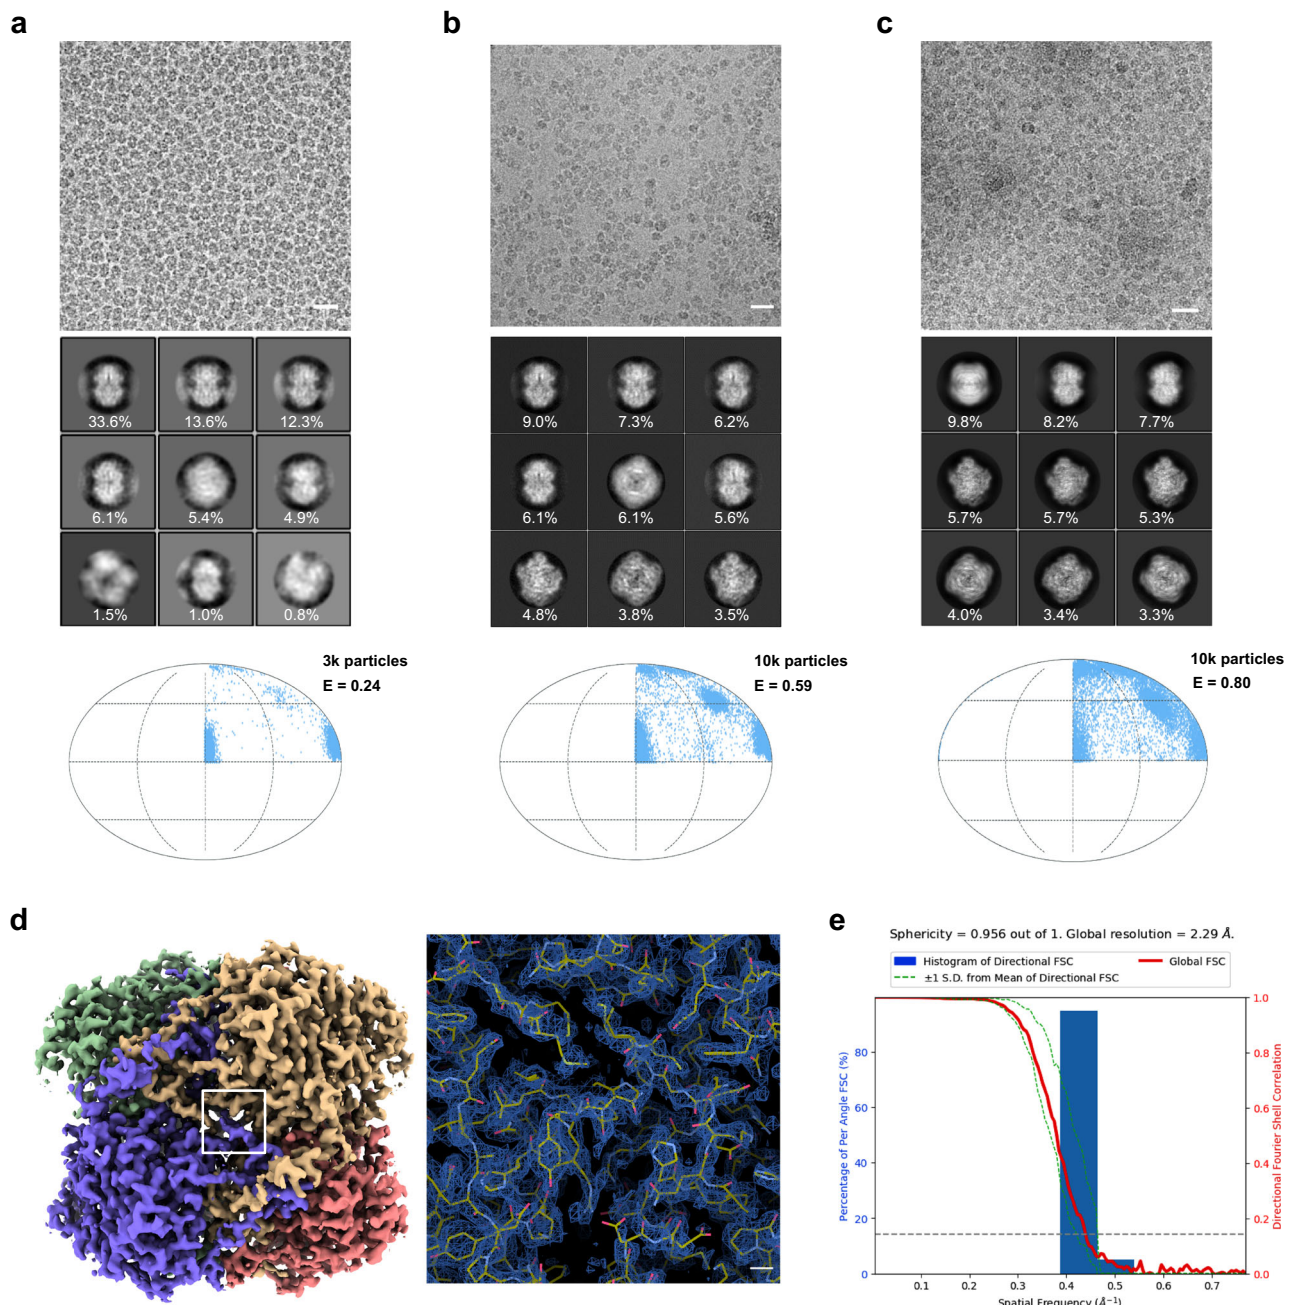 a
b
c
33.6% 13.6% 12.3%
6.1% 5.4% 4.9%
1.5% 1.0% 0.8%
9.0% 7.3% 6.2%
6.1% 6.1% 5.6%
4.8% 3.8% 3.5%
9.8% 8.2% 7.7%
5.7% 5.7% 5.3%
4.0% 3.4% 3.3%
3k particles
E = 0.24
10k particles
E = 0.59
10k particles
E = 0.80
d
e
Sphericity = 0.956 out of 1. Global resolution = 2.29 Å.
Histogram of Directional FSC
Global FSC
±1 S.D. from Mean of Directional FSC
Percentage of Per Angle FSC (%)
80
60
40
20
0
Directional Fourier Shell Correlation
1.0
0.8
0.6
0.4
0.2
0.0
0.1 0.2 0.3 0.4 0.5 0.6 0.7
Spatial Frequency (Å⁻¹)